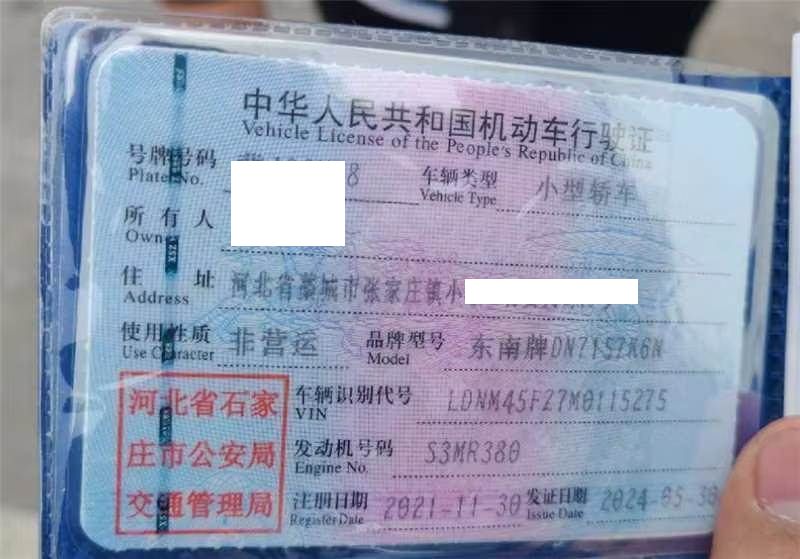 中华人民共和国机动车行驶证
Vehicle License of the People's Republic of China
号牌号码 8 车辆类型 小型轿车
Plate No. Vehicle Type
所有人
Owner
住址 河北省藁城市张家庄镇小
Address
使用性质 非营运 品牌型号 东南牌DN7157K6N
Use Character Model
河北省石家 车辆识别代号 LDNM45FZ7M0115275
VIN
庄市公安局 发动机号码 S3MR380
Engine No.
交通管理局 注册日期 2021-11-30 发证日期 2024-05-30
Register Date Issue Date